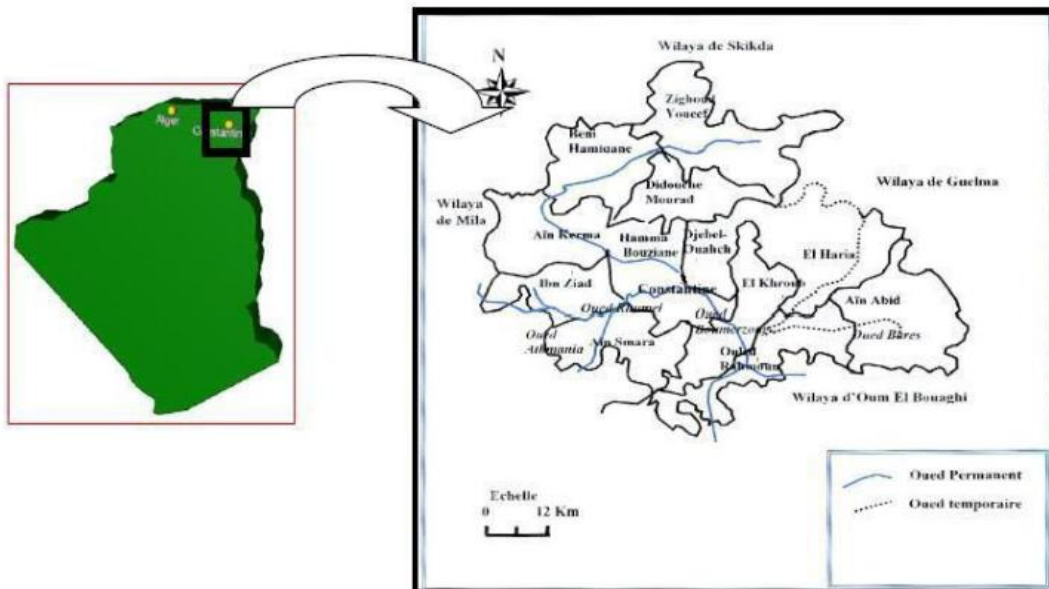 Alger
Constantin
N
Wilaya de Skikda
Zighoud
Youcef
Beni
Hamidane
Didouche
Mourad
Wilaya de Guelma
Wilaya
de Mila
Aïn Kerma
Hamma
Bouziane
Djebel-
Ouahch
El Haria
Ibn Ziad
Constantine
El Khroub
Aïn Abid
Oued Rhumel
Oued
Boumerzoug
Oued Bares
Oued
Athmania
Aïn Smara
Ouled
Rahmoun
Wilaya d'Oum El Bouaghi
Echelle
0 12 Km
Oued Permanent
Oued temporaire